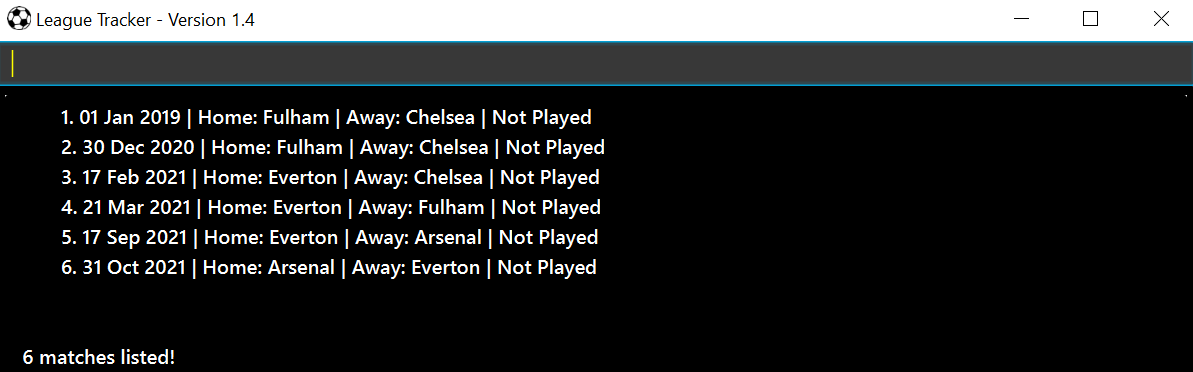 League Tracker - Version 1.4
1. 01 Jan 2019 | Home: Fulham | Away: Chelsea | Not Played
2. 30 Dec 2020 | Home: Fulham | Away: Chelsea | Not Played
3. 17 Feb 2021 | Home: Everton | Away: Chelsea | Not Played
4. 21 Mar 2021 | Home: Everton | Away: Fulham | Not Played
5. 17 Sep 2021 | Home: Everton | Away: Arsenal | Not Played
6. 31 Oct 2021 | Home: Arsenal | Away: Everton | Not Played
6 matches listed!